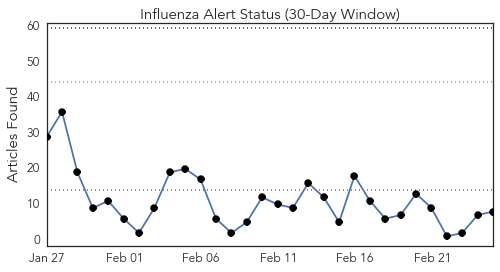 Influenza Alert Status (30-Day Window)
Articles Found
60
50
40
30
20
10
0
Jan 27 Feb 01 Feb 06 Feb 11 Feb 16 Feb 21